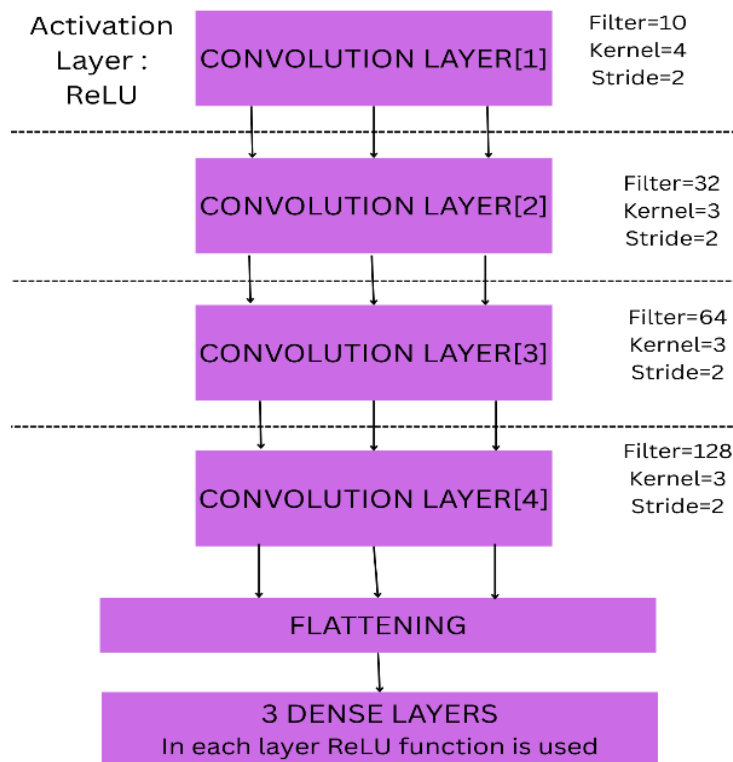 Activation
Layer :
ReLU
CONVOLUTION LAYER[1]
Filter=10
Kernel=4
Stride=2
CONVOLUTION LAYER[2]
Filter=32
Kernel=3
Stride=2
CONVOLUTION LAYER[3]
Filter=64
Kernel=3
Stride=2
CONVOLUTION LAYER[4]
Filter=128
Kernel=3
Stride=2
FLATTENING
3 DENSE LAYERS
In each layer ReLU function is used